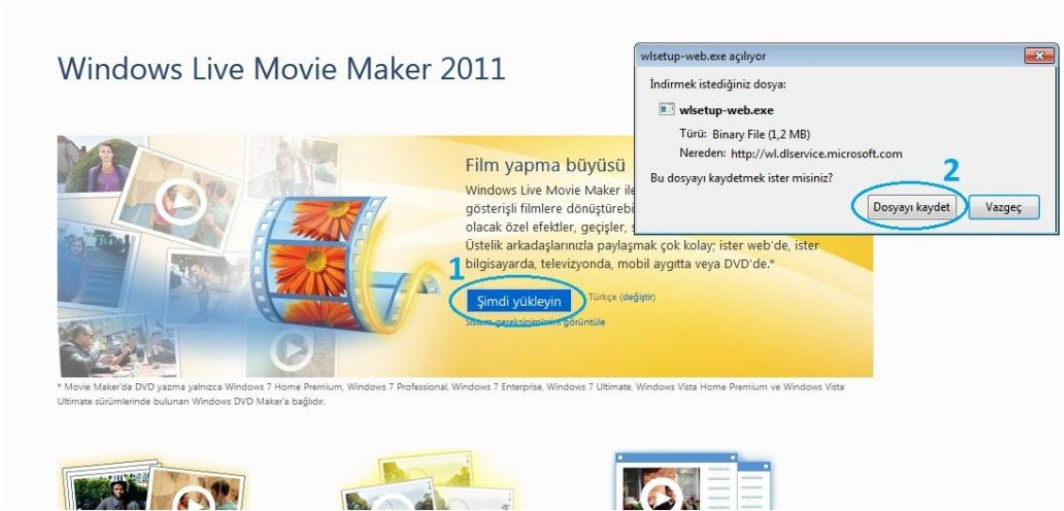 Windows Live Movie Maker 2011
Film yapma büyüsü
Windows Live Movie Maker ile
gösterişli filmlere dönüştürebi
olacak özel efektler, geçişler,
Üstelik arkadaşlarınızla paylaşmak çok kolay; ister web'de, ister
bilgisayarda, televizyonda, mobil aygıtta veya DVD'de.*
1
Şimdi yükleyin
Türkçe (değiştir)
Sistem gereksinimlerini görüntüle
* Movie Maker'da DVD yazma yalnızca Windows 7 Home Premium, Windows 7 Professional, Windows 7 Enterprise, Windows 7 Ultimate, Windows Vista Home Premium ve Windows Vista
Ultimate sürümlerinde bulunan Windows DVD Maker'a bağlıdır.
wlsetup-web.exe açılıyor
İndirmek istediğiniz dosya:
wlsetup-web.exe
Türü: Binary File (1,2 MB)
Nereden: http://wl.dlservice.microsoft.com
Bu dosyayı kaydetmek ister misiniz?
2
Dosyayı kaydet
Vazgeç